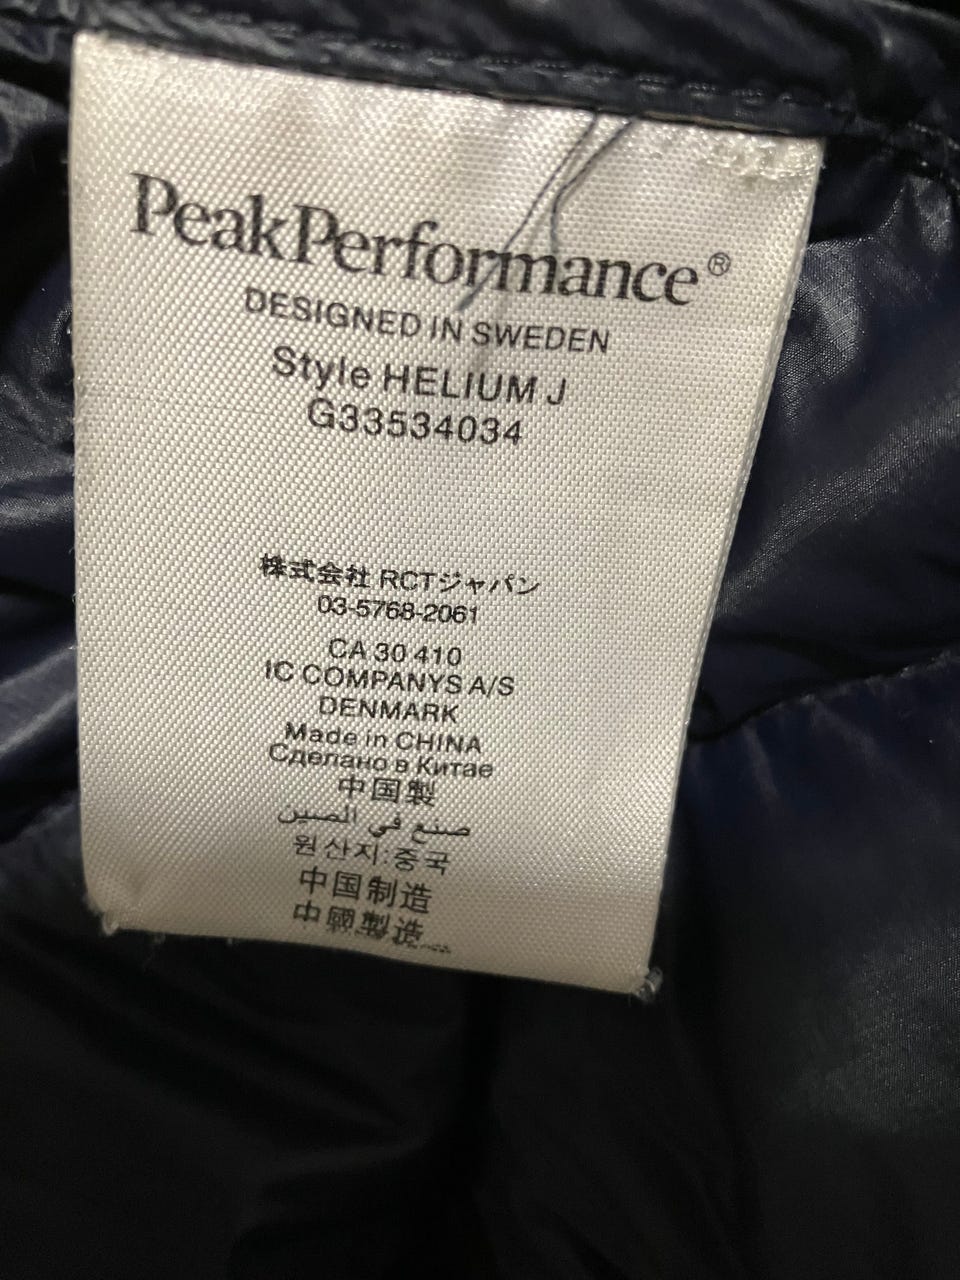 PeakPerformance®
DESIGNED IN SWEDEN
Style HELIUM J
G33534034
株式会社 RCTジャパン
03-5768-2061
CA 30 410
IC COMPANYS A/S
DENMARK
Made in CHINA
Сделано в Китае
中国製
صنع في الصين
원산지:중국
中国制造
中國製造